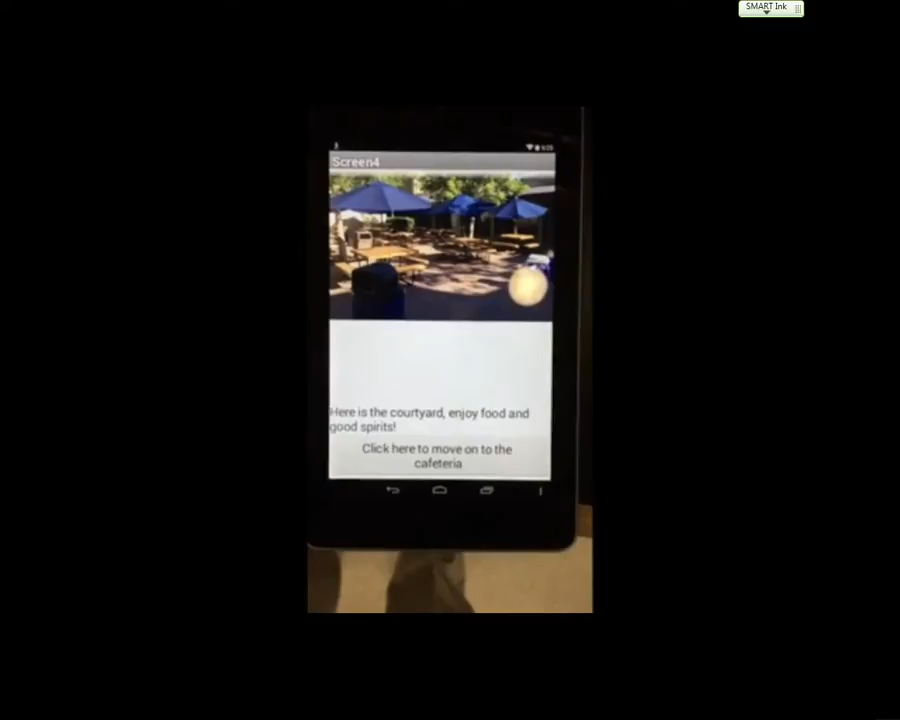 SMART Ink
Screen4
Here is the courtyard, enjoy food and
good spirits!
Click here to move on to the
cafeteria